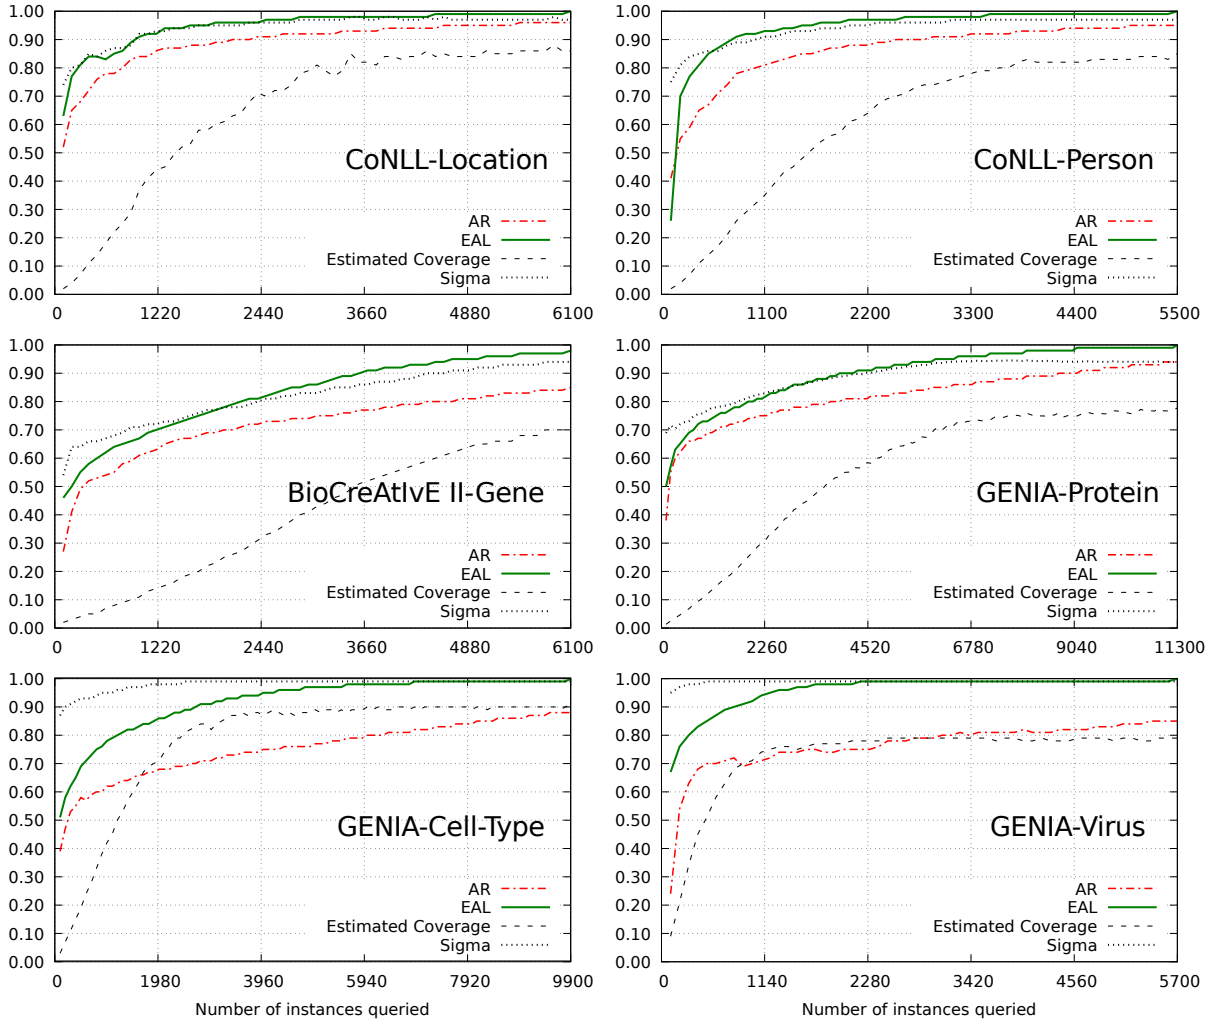 1.00
0.90
0.80
0.70
0.60
0.50
0.40
0.30
0.20
0.10
0.00
CoNLL-Location
AR
EAL
Estimated Coverage
Sigma
0 1220 2440 3660 4880 6100
1.00
0.90
0.80
0.70
0.60
0.50
0.40
0.30
0.20
0.10
0.00
CoNLL-Person
AR
EAL
Estimated Coverage
Sigma
0 1100 2200 3300 4400 5500
1.00
0.90
0.80
0.70
0.60
0.50
0.40
0.30
0.20
0.10
0.00
BioCreAtIvE II-Gene
AR
EAL
Estimated Coverage
Sigma
0 1220 2440 3660 4880 6100
1.00
0.90
0.80
0.70
0.60
0.50
0.40
0.30
0.20
0.10
0.00
GENIA-Protein
AR
EAL
Estimated Coverage
Sigma
0 2260 4520 6780 9040 11300
1.00
0.90
0.80
0.70
0.60
0.50
0.40
0.30
0.20
0.10
0.00
GENIA-Cell-Type
AR
EAL
Estimated Coverage
Sigma
0 1980 3960 5940 7920 9900
Number of instances queried
1.00
0.90
0.80
0.70
0.60
0.50
0.40
0.30
0.20
0.10
0.00
GENIA-Virus
AR
EAL
Estimated Coverage
Sigma
0 1140 2280 3420 4560 5700
Number of instances queried